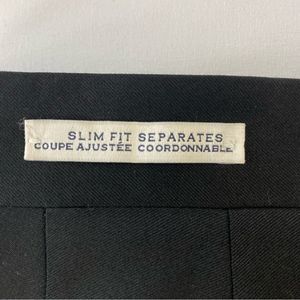 SLIM FIT SEPARATES
COUPE AJUSTÉE COORDONNABLE